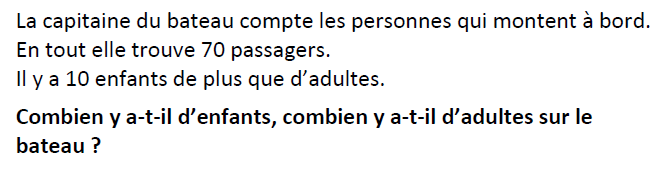 La capitaine du bateau compte les personnes qui montent à bord.
En tout elle trouve 70 passagers.
Il y a 10 enfants de plus que d’adultes.
Combien y a-t-il d’enfants, combien y a-t-il d’adultes sur le
bateau ?